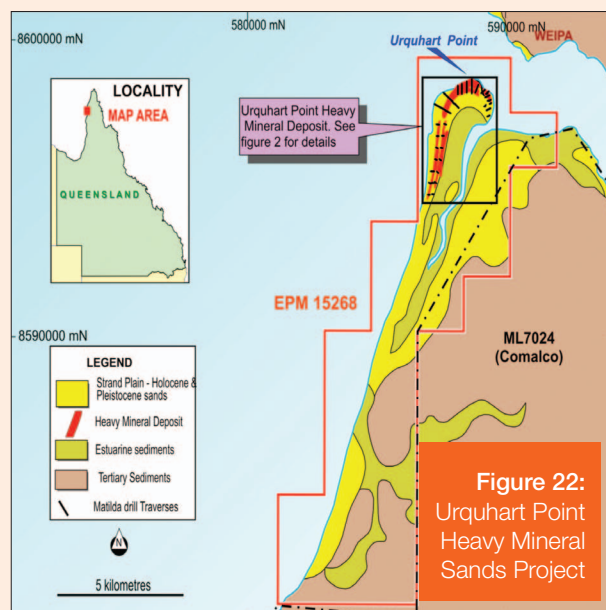 580000 mN
590000 mN
8600000 mN
WEIPA
Urquhart Point
LOCALITY
MAP AREA
QUEENSLAND
Urquhart Point Heavy
Mineral Deposit. See
figure 2 for details
EPM 15268
8590000 mN
ML7024
(Comalco)
LEGEND
Strand Plain - Holocene &
Pleistocene sands
Heavy Mineral Deposit
Estuarine sediments
Tertiary Sediments
Matilda drill Traverses
N
5 kilometres
Figure 22:
Urquhart Point
Heavy Mineral
Sands Project